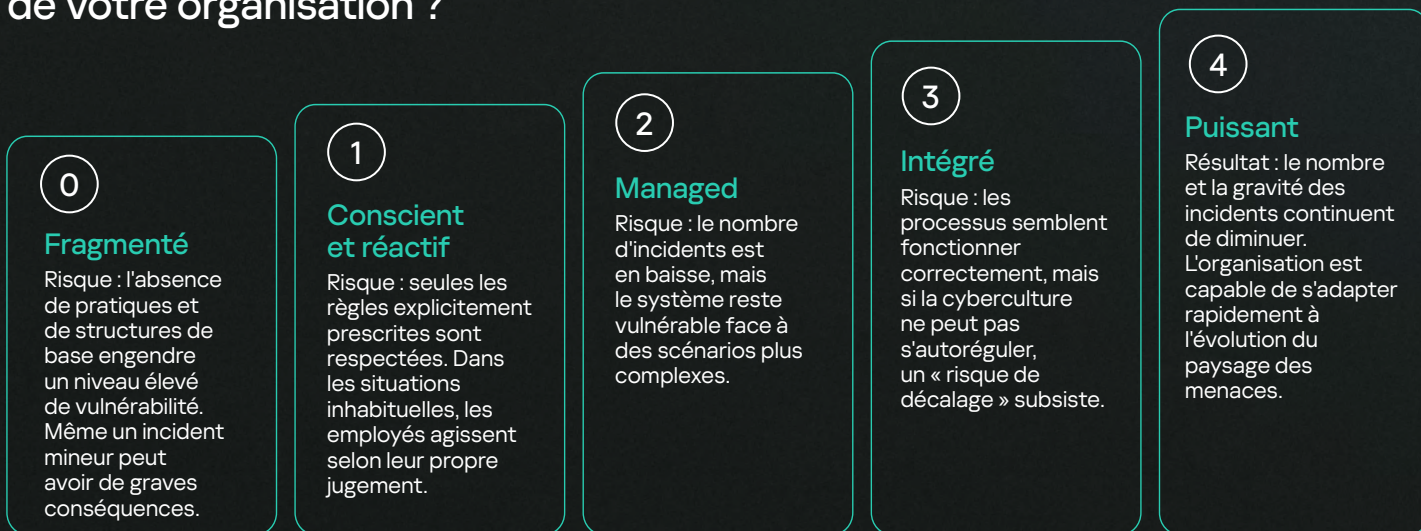 de votre organisation ?
0
Fragmenté
Risque : l'absence
de pratiques et
de structures de
base engendre
un niveau élevé
de vulnérabilité.
Même un incident
mineur peut
avoir de graves
conséquences.
1
Conscient
et réactif
Risque : seules les
règles explicitement
prescrites sont
respectées. Dans
les situations
inhabituelles, les
employés agissent
selon leur propre
jugement.
2
Managed
Risque : le nombre
d'incidents est
en baisse, mais
le système reste
vulnérable face à
des scénarios plus
complexes.
3
Intégré
Risque : les
processus semblent
fonctionner
correctement, mais
si la cyberculture
ne peut pas
s'autoréguler,
un « risque de
décalage » subsiste.
4
Puissant
Résultat : le nombre
et la gravité des
incidents continuent
de diminuer.
L'organisation est
capable de s'adapter
rapidement à
l'évolution du
paysage des
menaces.